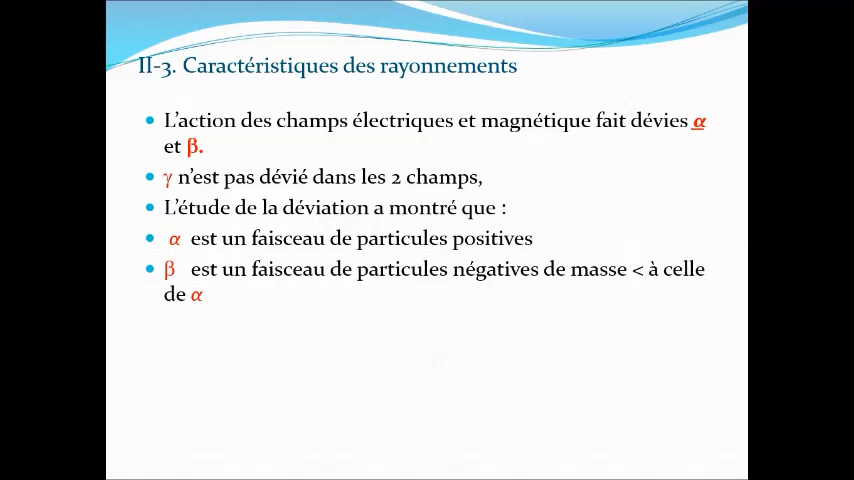 II-3. Caractéristiques des rayonnements
• L'action des champs électriques et magnétique fait dévies α
et β.
• γ n'est pas dévié dans les 2 champs,
• L'étude de la déviation a montré que :
• α est un faisceau de particules positives
• β est un faisceau de particules négatives de masse < à celle
de α